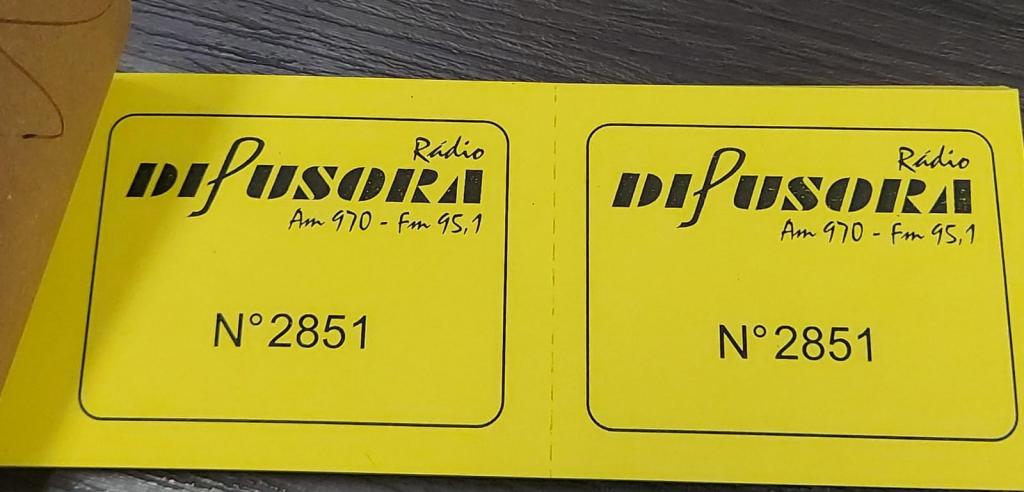 Rádio
DIFUSORA
Am 970 - Fm 95,1
N° 2851
Rádio
DIFUSORA
Am 970 - Fm 95,1
N° 2851